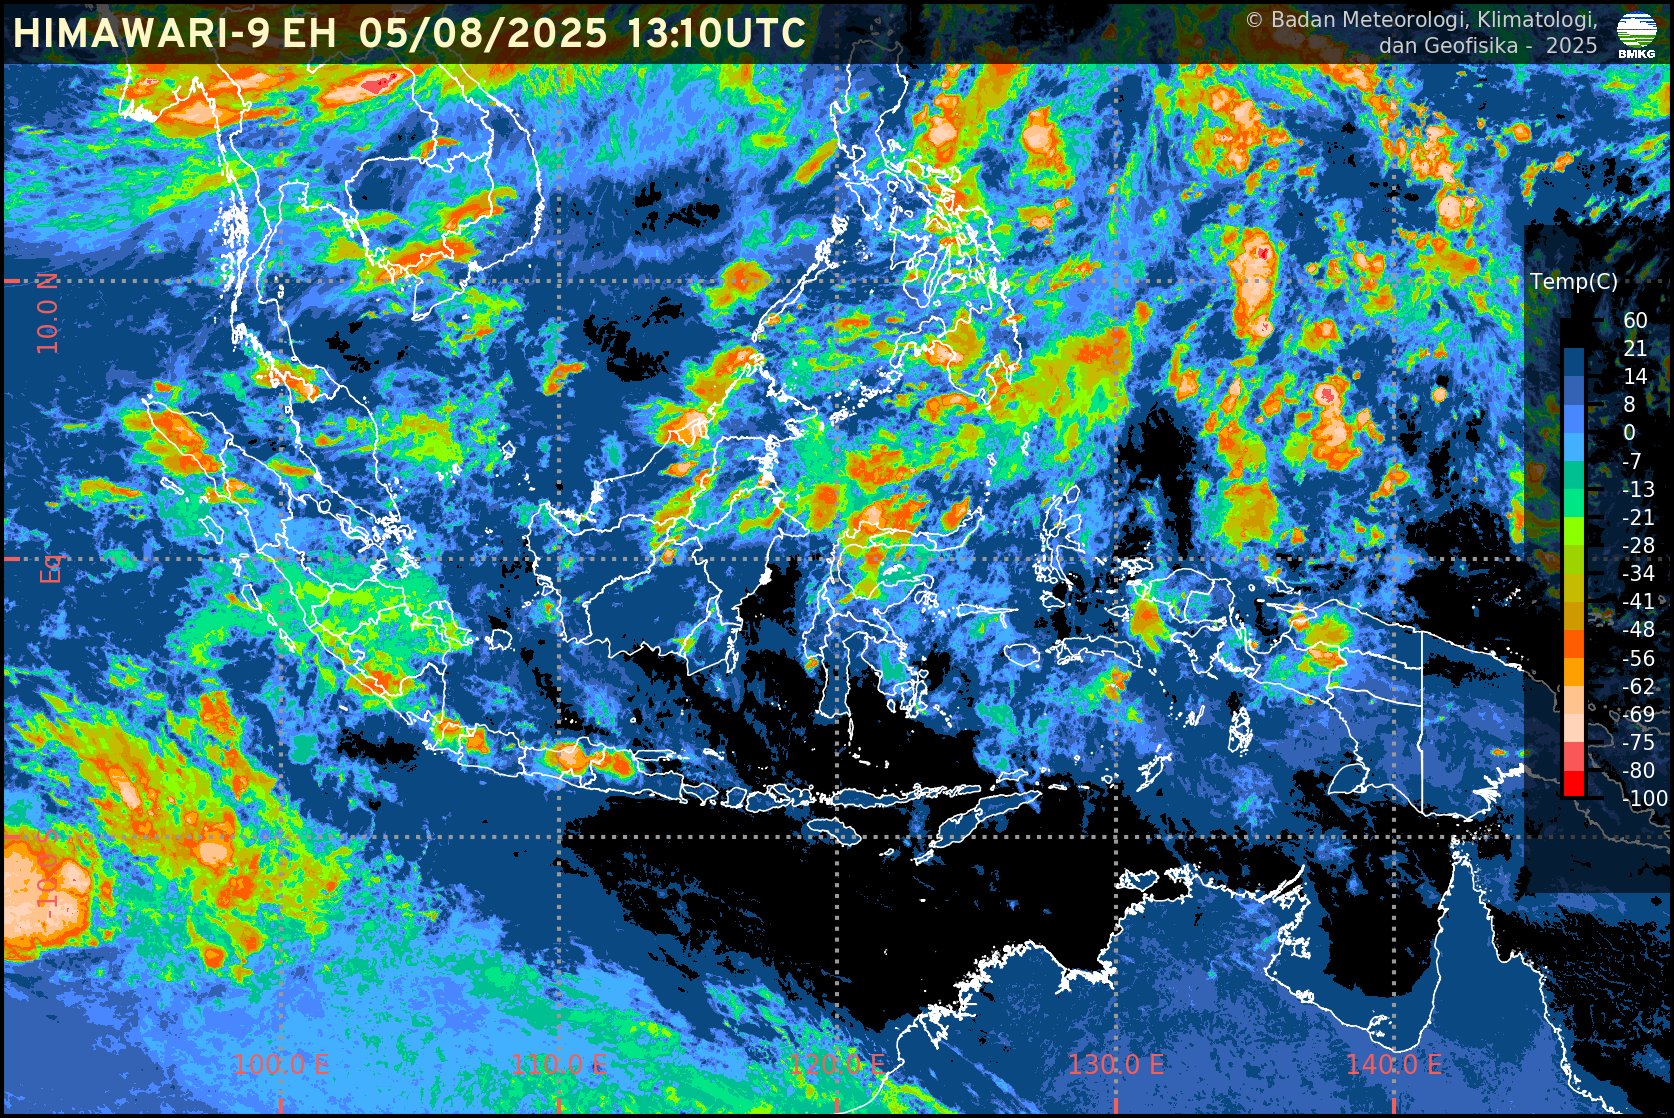 HIMAWARI-9 EH 05/08/2025 13:10UTC
© Badan Meteorologi, Klimatologi,
dan Geofisika - 2025
BMKG
10.0 N
Eq
-10.0 S
Temp(C)
60
21
14
8
0
-7
-13
-21
-28
-34
-41
-48
-56
-62
-69
-75
-80
-100
100.0 E
110.0 E
120.0 E
130.0 E
140.0 E